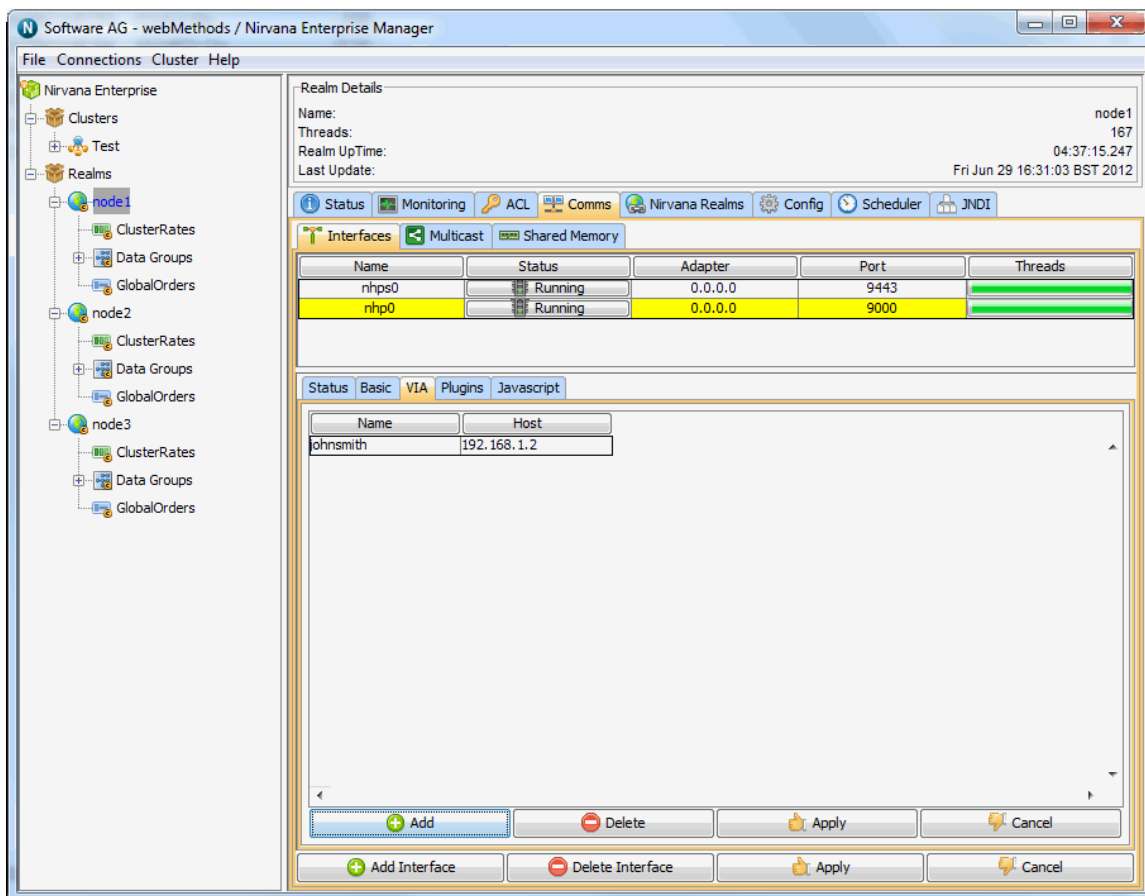 Software AG - webMethods / Nirvana Enterprise Manager
File Connections Cluster Help
Nirvana Enterprise
Clusters
Test
Realms
node1
ClusterRates
Data Groups
GlobalOrders
node2
ClusterRates
Data Groups
GlobalOrders
node3
ClusterRates
Data Groups
GlobalOrders
Realm Details
Name: node1
Threads: 167
Realm UpTime: 04:37:15.247
Last Update: Fri Jun 29 16:31:03 BST 2012
Status Monitoring ACL Comms Nirvana Realms Config Scheduler JNDI
Interfaces Multicast Shared Memory
Name Status Adapter Port Threads
nhps0 Running 0.0.0.0 9443
nhp0 Running 0.0.0.0 9000
Status Basic VIA Plugins Javascript
Name Host
johnsmith 192.168.1.2
Add Delete Apply Cancel
Add Interface Delete Interface Apply Cancel